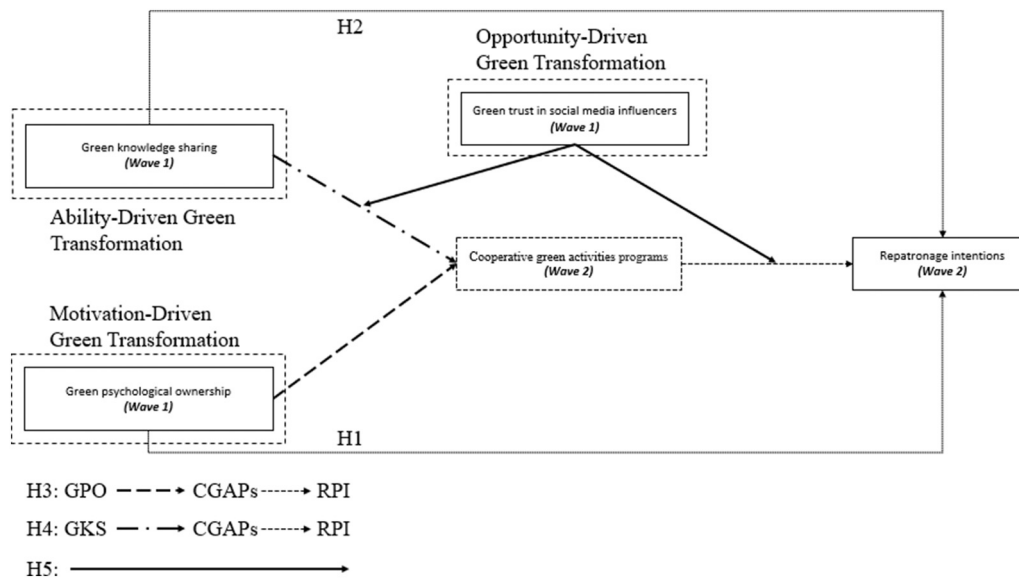 H2
Opportunity-Driven
Green Transformation
Green trust in social media influencers
(Wave 1)
Green knowledge sharing
(Wave 1)
Ability-Driven Green
Transformation
Cooperative green activities programs
(Wave 2)
Repatronage intentions
(Wave 2)
Motivation-Driven
Green Transformation
Green psychological ownership
(Wave 1)
H1
H3: GPO CGAPs RPI
H4: GKS CGAPs RPI
H5: